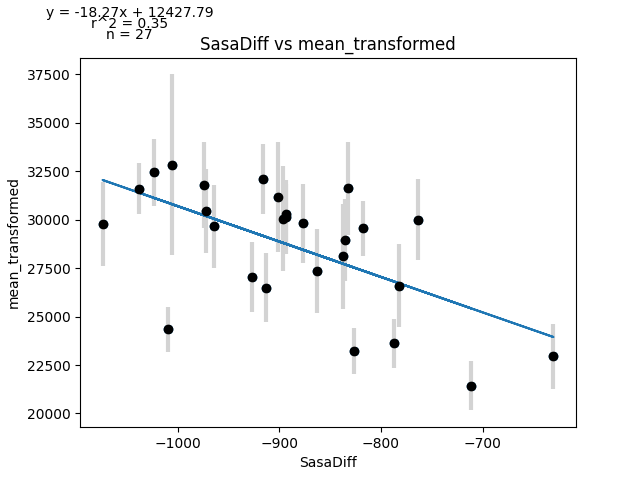 y = -18.27x + 12427.79
r^2 = 0.35
n = 27
SasaDiff vs mean_transformed
37500
35000
32500
30000
27500
25000
22500
20000
mean_transformed
−1000
−900
−800
−700
SasaDiff